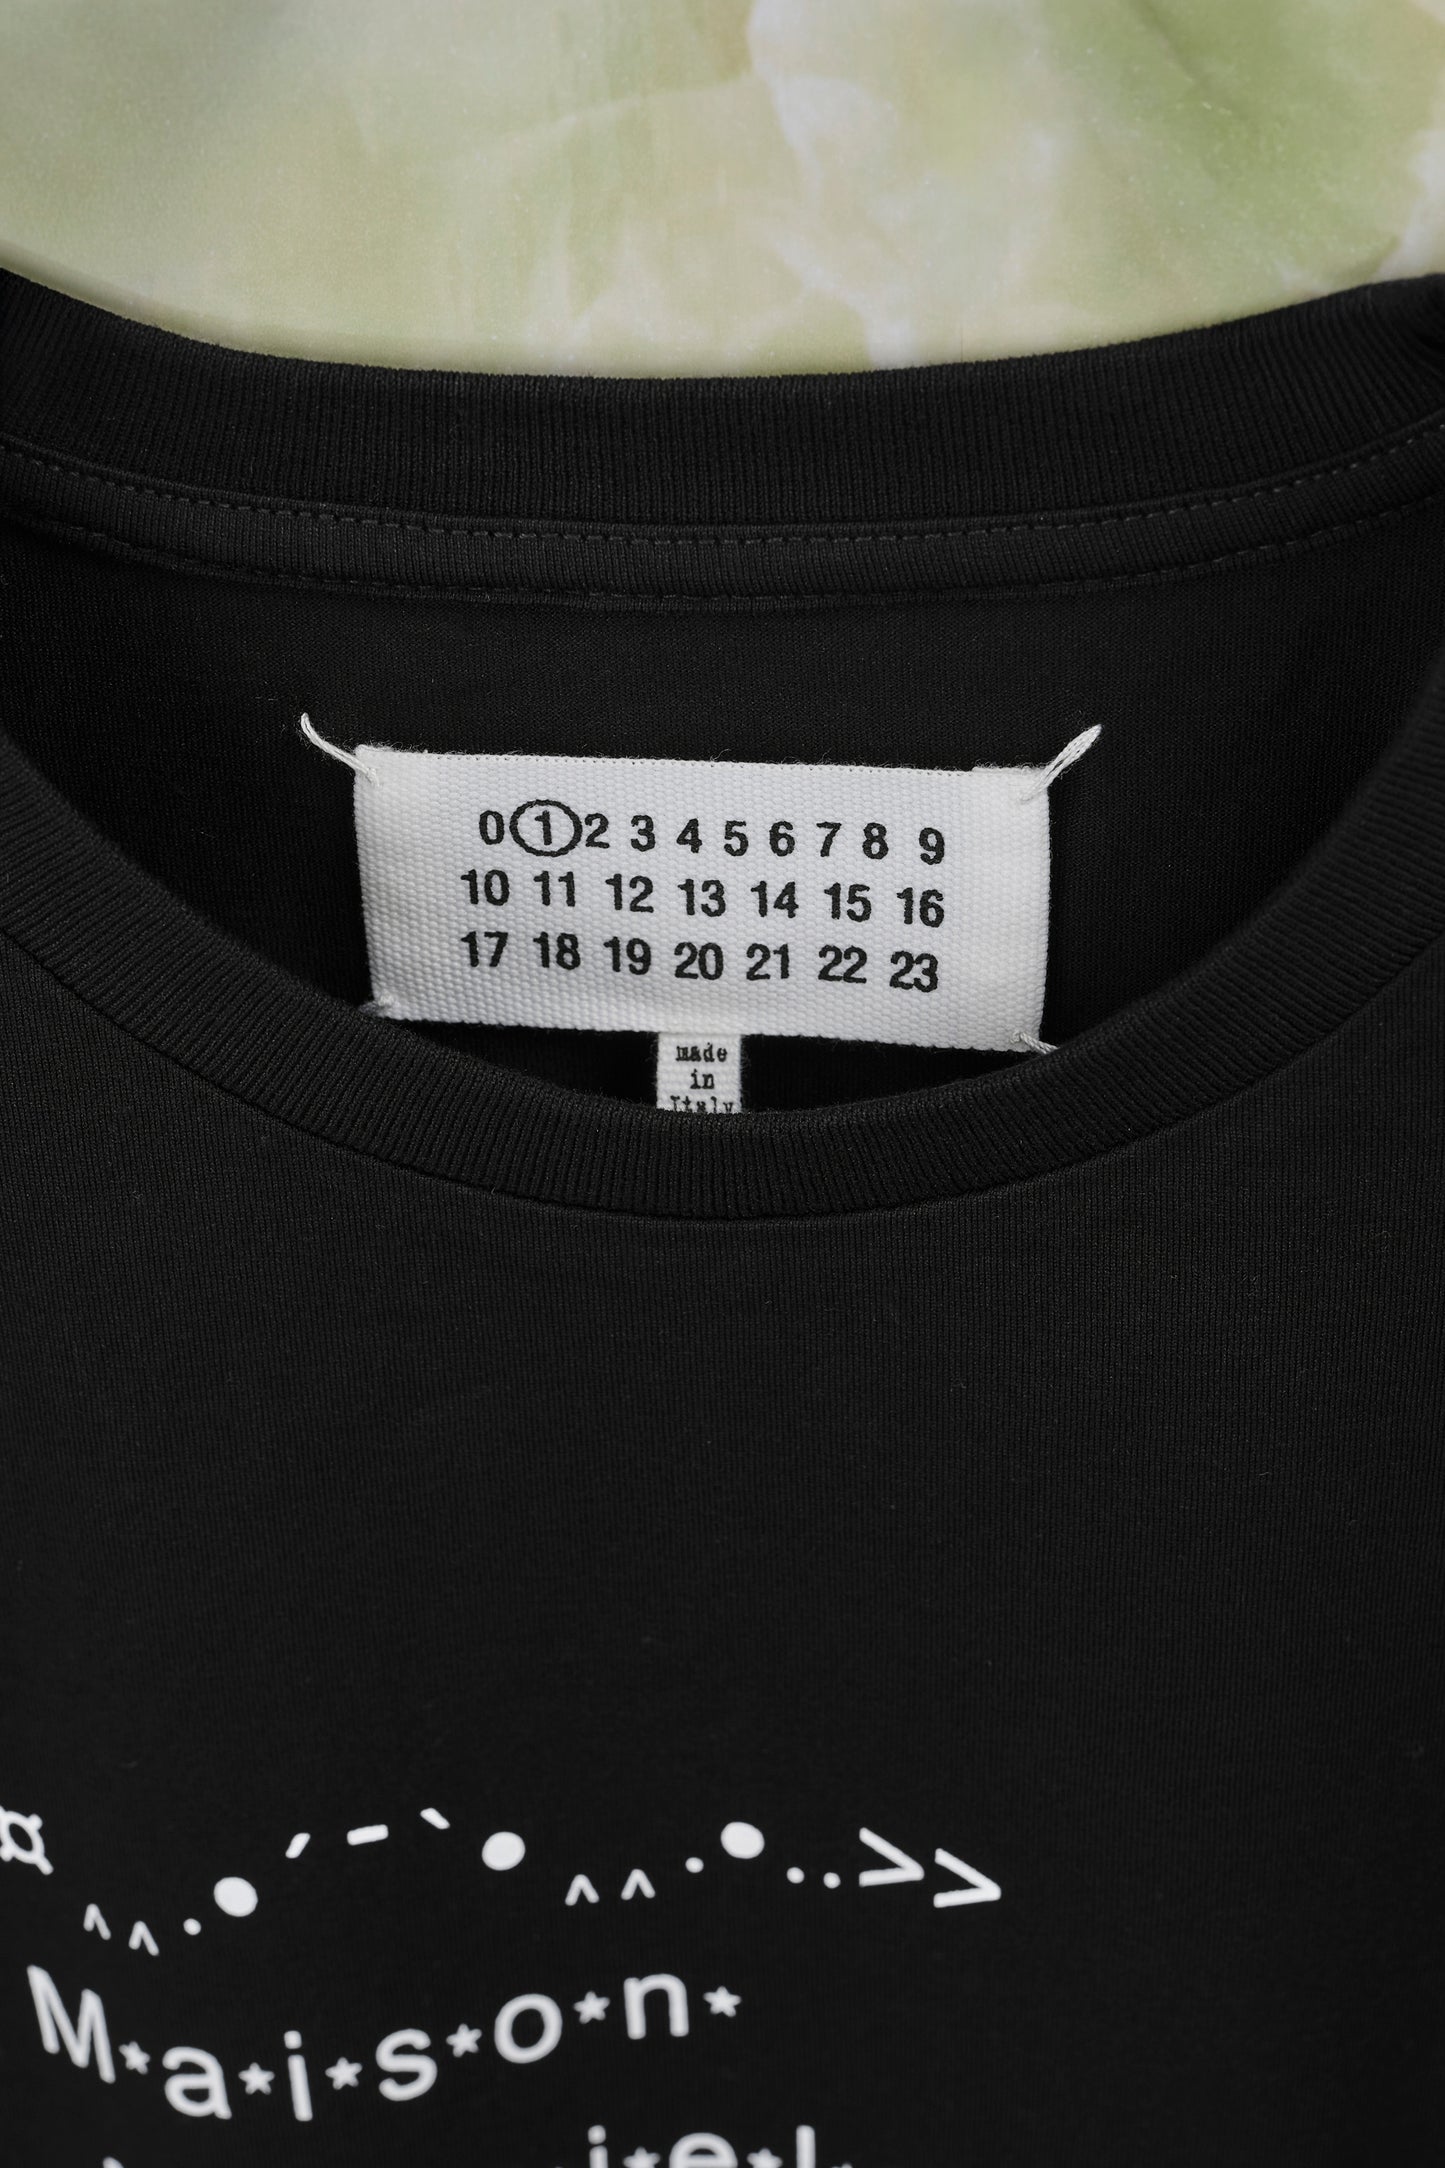 0 1 2 3 4 5 6 7 8 9
10 11 12 13 14 15 16
17 18 19 20 21 22 23
made
in
Italy
¤^^.●´-`●^^.●..>>
M*a*i*s*o*n*
i*e*l